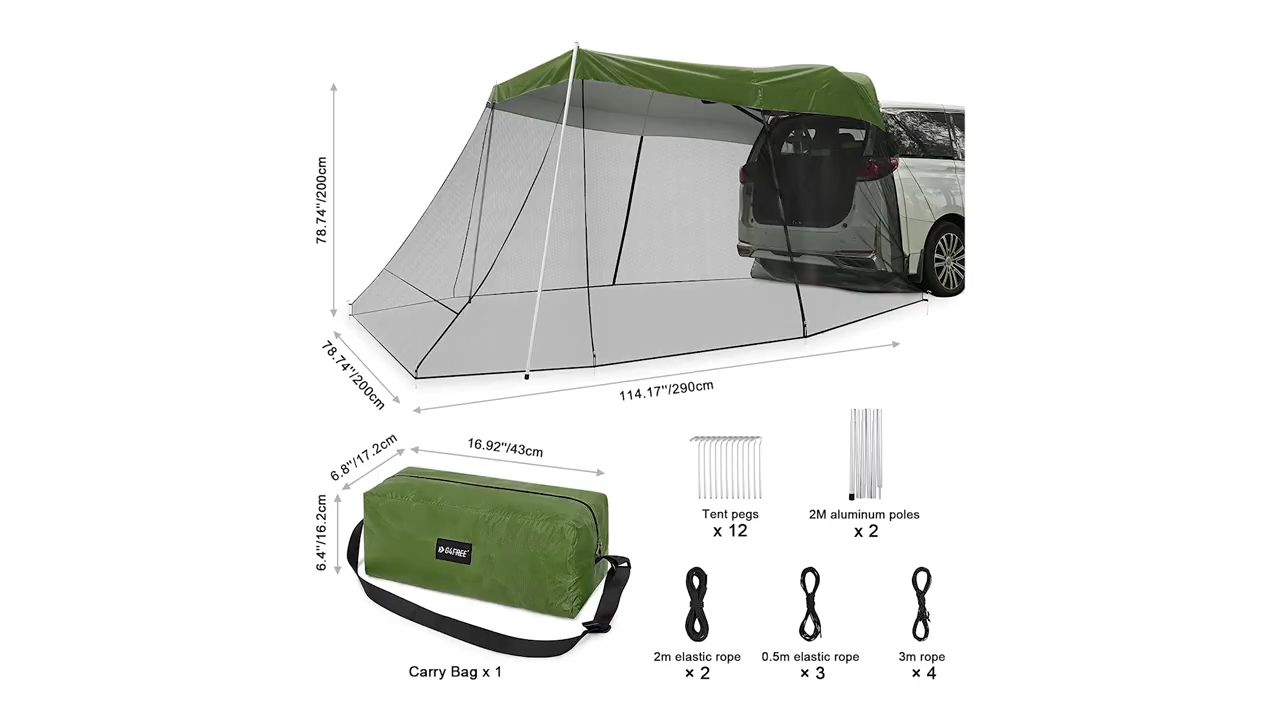 78.74''/200cm
78.74''/200cm
114.17''/290cm
6.8''/17.2cm
16.92''/43cm
6.4''/16.2cm
G4FREE
Carry Bag x 1
Tent pegs
x 12
2M aluminum poles
x 2
2m elastic rope
× 2
0.5m elastic rope
× 3
3m rope
× 4